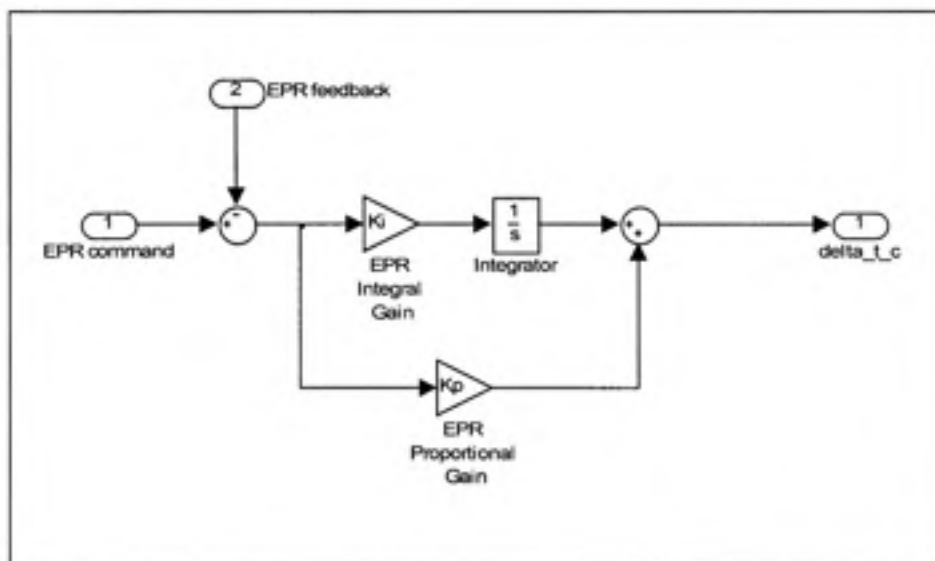 2
EPR feedback
1
EPR command
+
-
Ki
EPR
Integral
Gain
1
s
Integrator
+
+
1
delta_t_c
Kp
EPR
Proportional
Gain